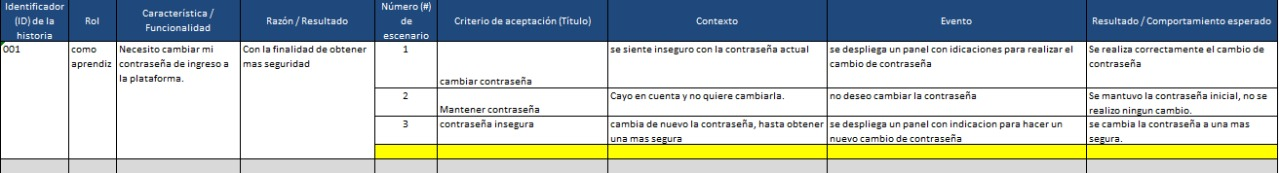 Identificador (ID) de la historia
Rol
Característica / Funcionalidad
Razón / Resultado
Número (#) de escenario
Criterio de aceptación (Título)
Contexto
Evento
Resultado / Comportamiento esperado
001
como aprendiz
Necesito cambiar mi contraseña de ingreso a la plataforma.
Con la finalidad de obtener mas seguridad
1
cambiar contraseña
se siente inseguro con la contraseña actual
se despliega un panel con idicaciones para realizar el cambio de contraseña
Se realiza correctamente el cambio de contraseña
2
Mantener contraseña
Cayo en cuenta y no quiere cambiarla.
no deseo cambiar la contraseña
Se mantuvo la contraseña inicial, no se realizo ningun cambio.
3
contraseña insegura
cambia de nuevo la contraseña, hasta obtener una mas segura
se despliega un panel con indicacion para hacer un nuevo cambio de contraseña
se cambia la contraseña a una mas segura.